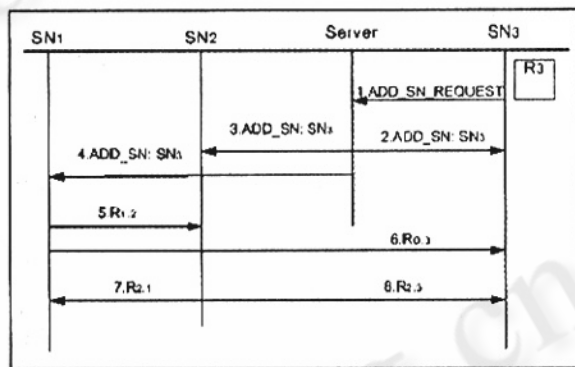 SN1 SN2 Server SN3
R3
1.ADD_SN_REQUEST
3.ADD_SN: SN3
2.ADD_SN: SN3
4.ADD_SN: SN3
5.R1.2
6.R0.3
7.R2.1
8.R2.3